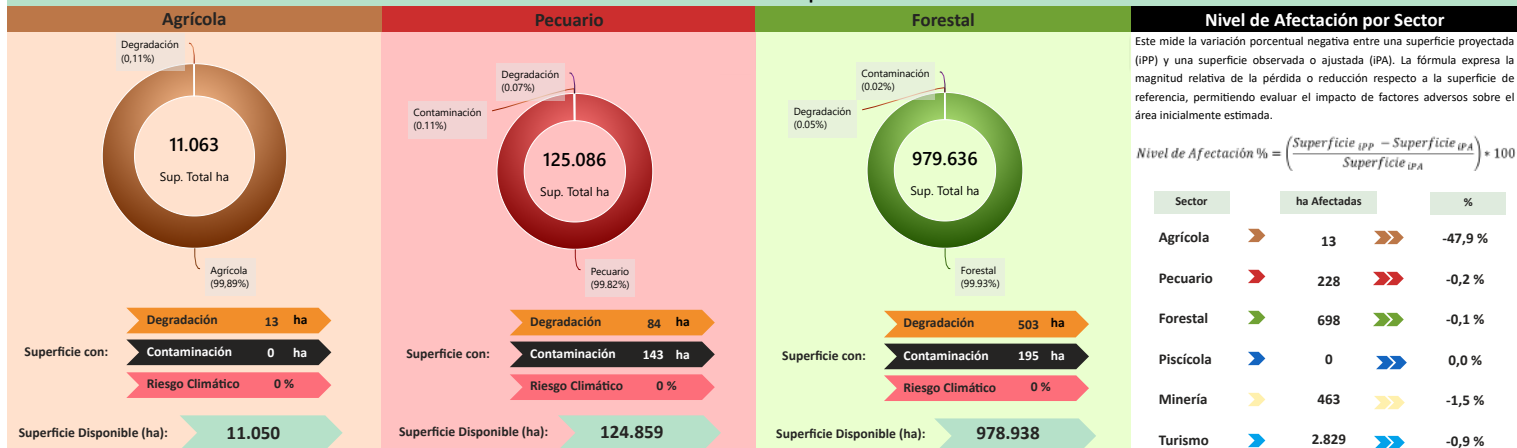 Agrícola
Degradación
(0,11%)
11.063
Sup. Total ha
Agrícola
(99,89%)
Superficie con:
Degradación 13 ha
Contaminación 0 ha
Riesgo Climático 0 %
Superficie Disponible (ha): 11.050
Pecuario
Degradación
(0.07%)
Contaminación
(0.11%)
125.086
Sup. Total ha
Pecuario
(99.82%)
Superficie con:
Degradación 84 ha
Contaminación 143 ha
Riesgo Climático 0 %
Superficie Disponible (ha): 124.859
Forestal
Contaminación
(0.02%)
Degradación
(0.05%)
979.636
Sup. Total ha
Forestal
(99.93%)
Superficie con:
Degradación 503 ha
Contaminación 195 ha
Riesgo Climático 0 %
Superficie Disponible (ha): 978.938
Nivel de Afectación por Sector
Este mide la variación porcentual negativa entre una superficie proyectada
(iPP) y una superficie observada o ajustada (iPA). La fórmula expresa la
magnitud relativa de la pérdida o reducción respecto a la superficie de
referencia, permitiendo evaluar el impacto de factores adversos sobre el
área inicialmente estimada.
Nivel de Afectación % = (Superficie iPP − Superficie iPA / Superficie iPA) * 100
Sector ha Afectadas %
Agrícola 13 -47,9 %
Pecuario 228 -0,2 %
Forestal 698 -0,1 %
Piscícola 0 0,0 %
Minería 463 -1,5 %
Turismo 2.829 -0,9 %